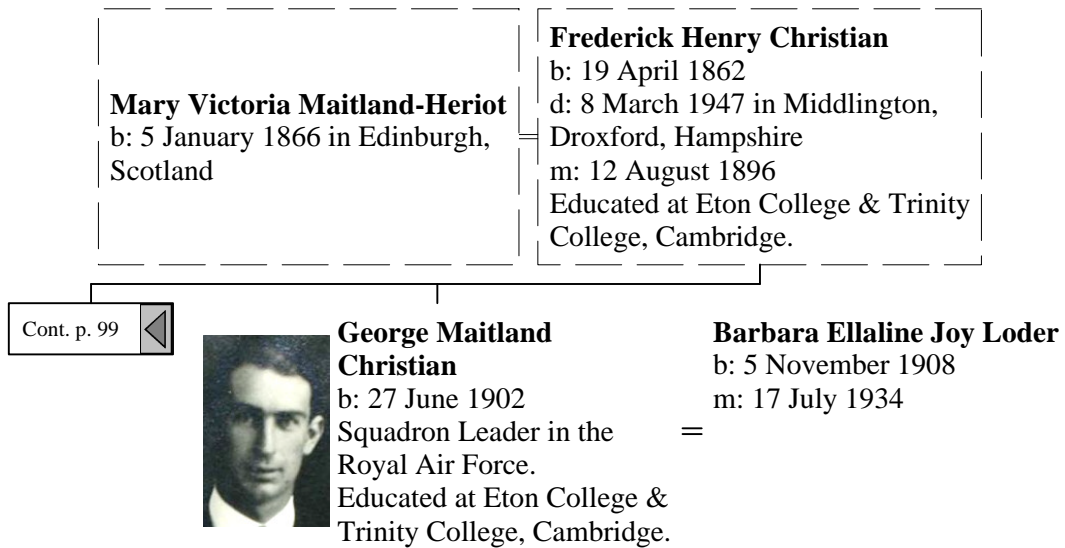 Mary Victoria Maitland-Heriot
b: 5 January 1866 in Edinburgh,
Scotland
Frederick Henry Christian
b: 19 April 1862
d: 8 March 1947 in Middlington,
Droxford, Hampshire
m: 12 August 1896
Educated at Eton College & Trinity
College, Cambridge.
Cont. p. 99
George Maitland
Christian
b: 27 June 1902
Squadron Leader in the
Royal Air Force.
Educated at Eton College &
Trinity College, Cambridge.
=
Barbara Ellaline Joy Loder
b: 5 November 1908
m: 17 July 1934